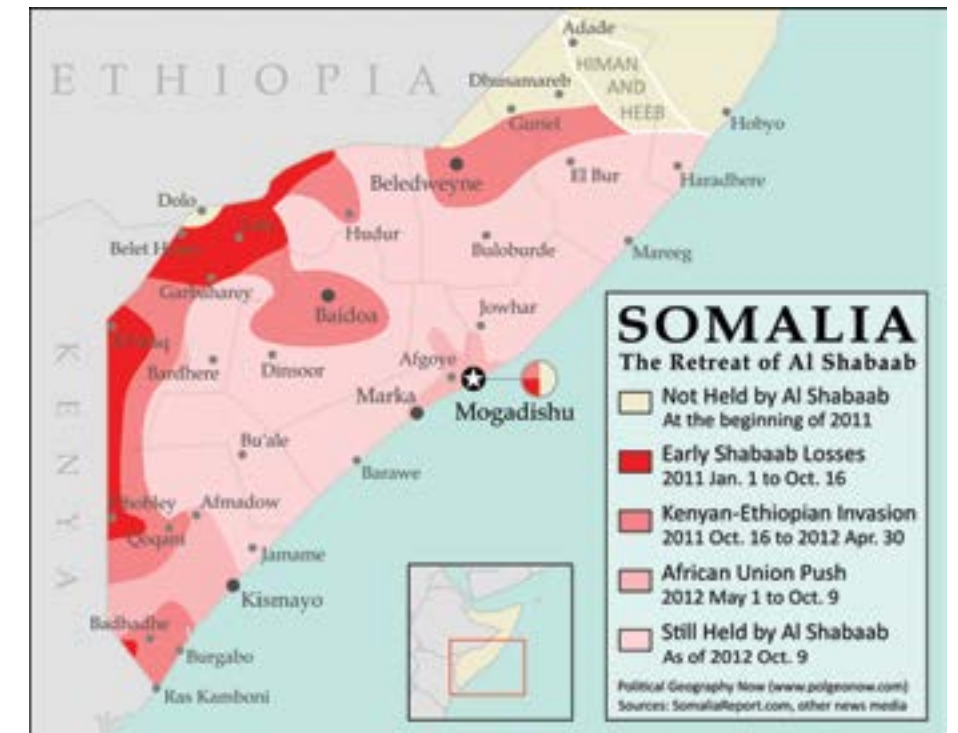 ETHIOPIA
KENYA
Adade
HIMAN
AND
HEEB
Dhusamareb
Guriel
Hobyo
Beledweyne
El Bur
Haradhere
Dolo
Hudur
Belet
Buloburde
Mareeg
Garbaharey
Baidoa
Jowhar
Bardhere
Dinsoor
Afgoye
Marka
Mogadishu
Bu'ale
Barawe
Afmadow
Qoqani
Jamame
Kismayo
Badhadhe
Burgabo
Ras Kamboni
SOMALIA
The Retreat of Al Shabaab
Not Held by Al Shabaab
At the beginning of 2011
Early Shabaab Losses
2011 Jan. 1 to Oct. 16
Kenyan-Ethiopian Invasion
2011 Oct. 16 to 2012 Apr. 30
African Union Push
2012 May 1 to Oct. 9
Still Held by Al Shabaab
As of 2012 Oct. 9
Political Geography Now (www.polgeonow.com)
Sources: SomaliaReport.com, other news media